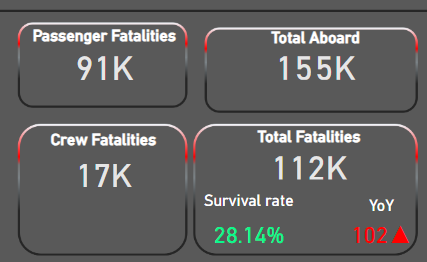 Passenger Fatalities
91K
Total Aboard
155K
Crew Fatalities
17K
Total Fatalities
112K
Survival rate
YoY
28.14%
102▲